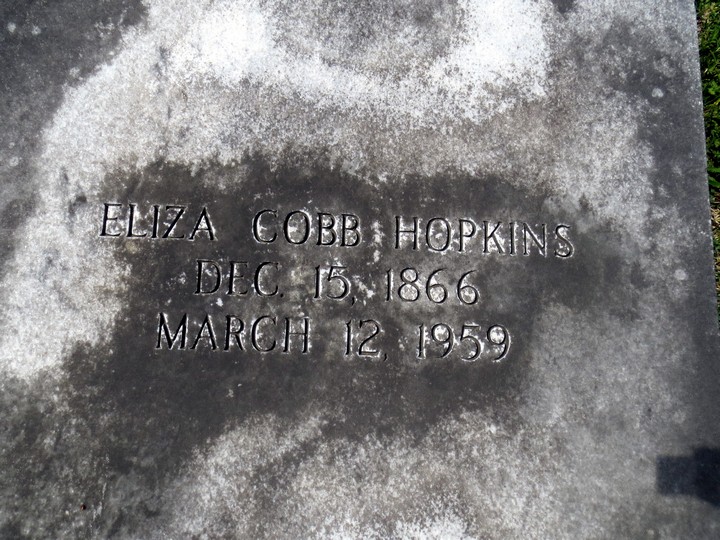 ELIZA COBB HOPKINS
DEC. 15, 1866
MARCH 12, 1959